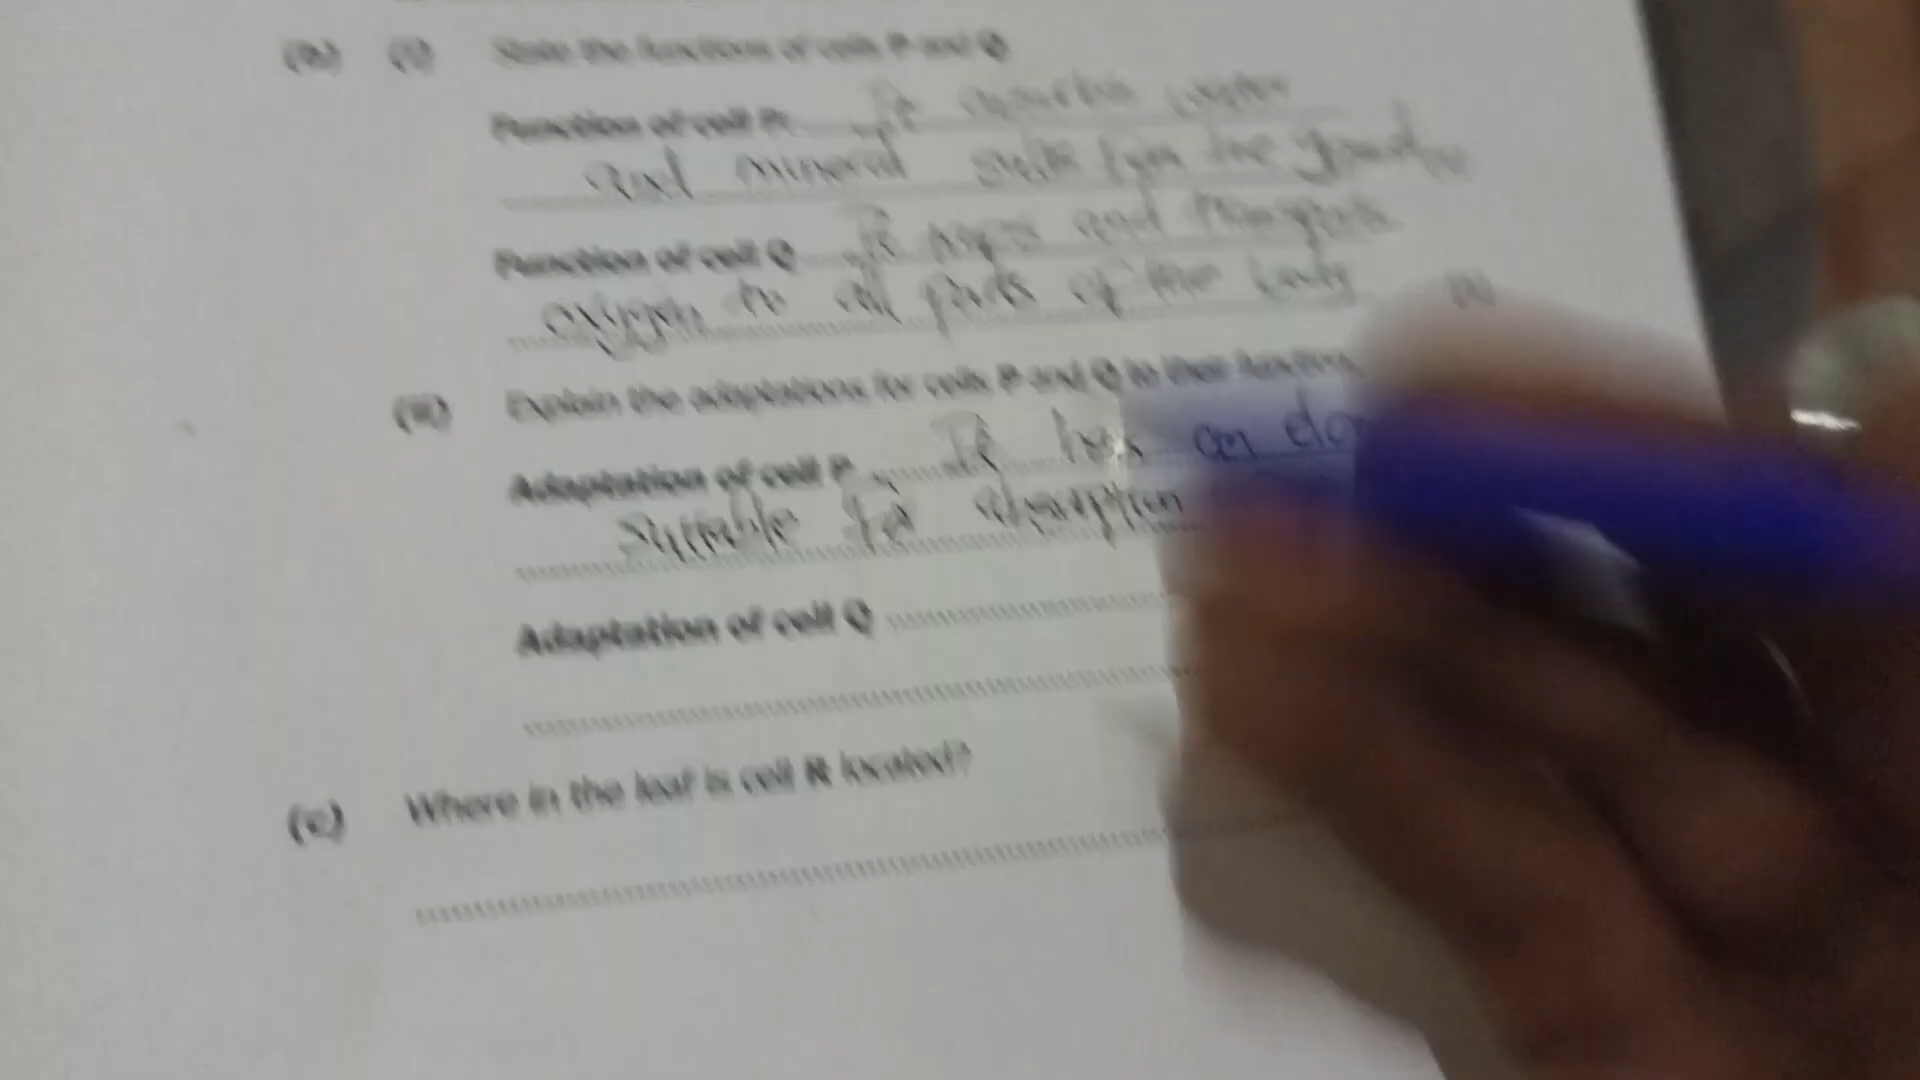 (b) (i) State the functions of cells P and Q
Function of cell P: It absorbs water
and mineral salts from the ground
Function of cell Q It and transports
oxygen to all parts of the body
(ii) Explain the adaptations for cells P and Q to their
Adaptation of cell P It has an
suitable for absorption
Adaptation of cell Q
(c) Where in the leaf is cell R located?